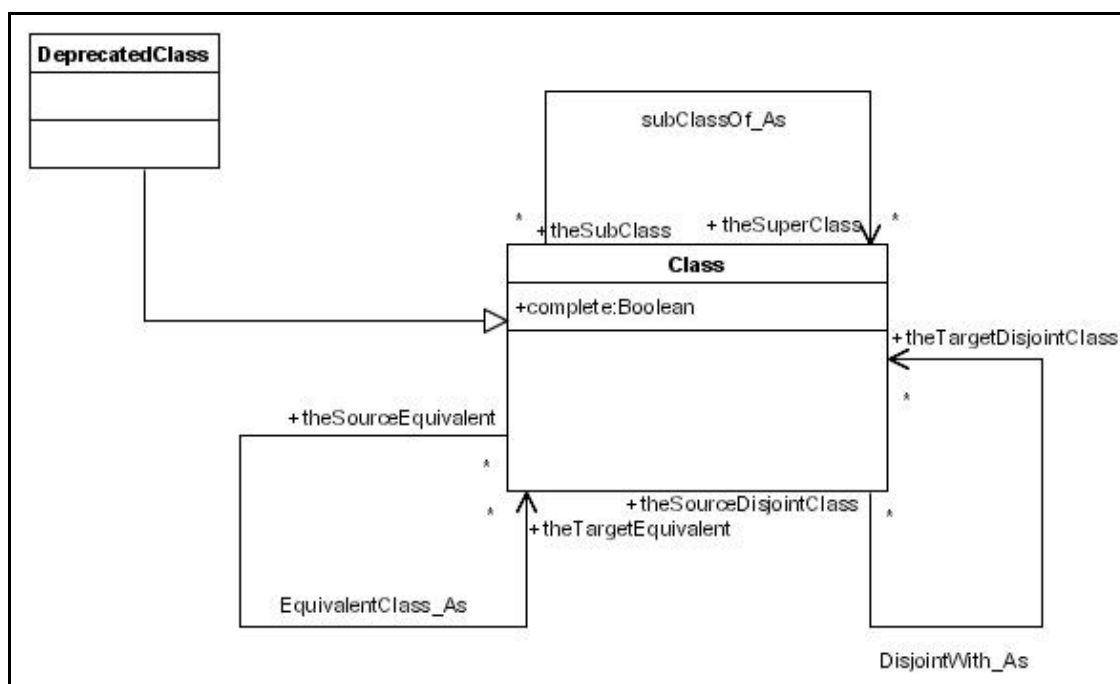 DeprecatedClass
subClassOf_As
*
*
+theSubClass
+theSuperClass
Class
+complete:Boolean
+theTargetDisjointClass
*
+theSourceEquivalent
*
*
+theSourceDisjointClass
*
+theTargetEquivalent
EquivalentClass_As
DisjointWith_As